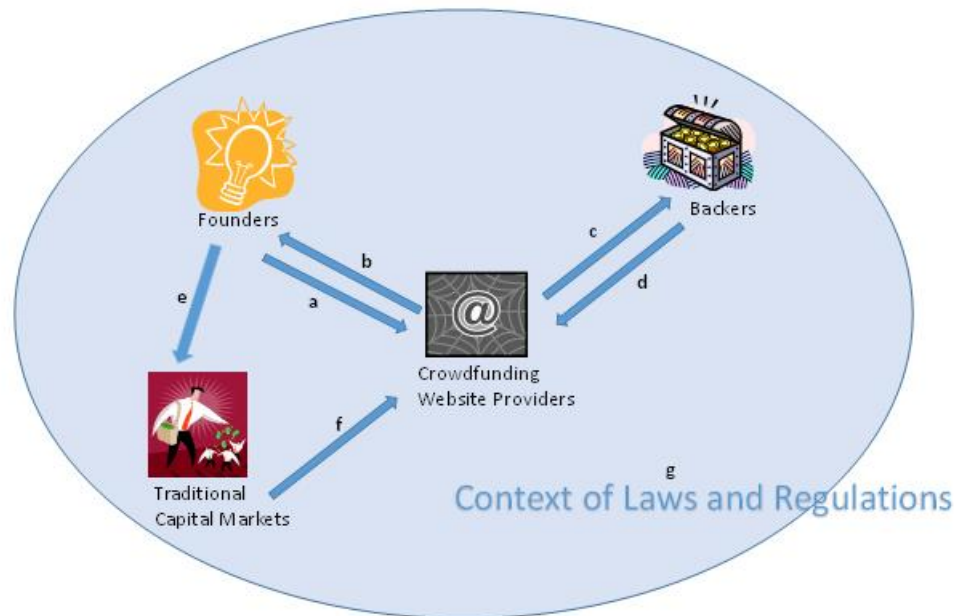 Founders
Backers
c
b
d
e
a
@
Crowdfunding
Website Providers
f
g
Traditional
Capital Markets
Context of Laws and Regulations